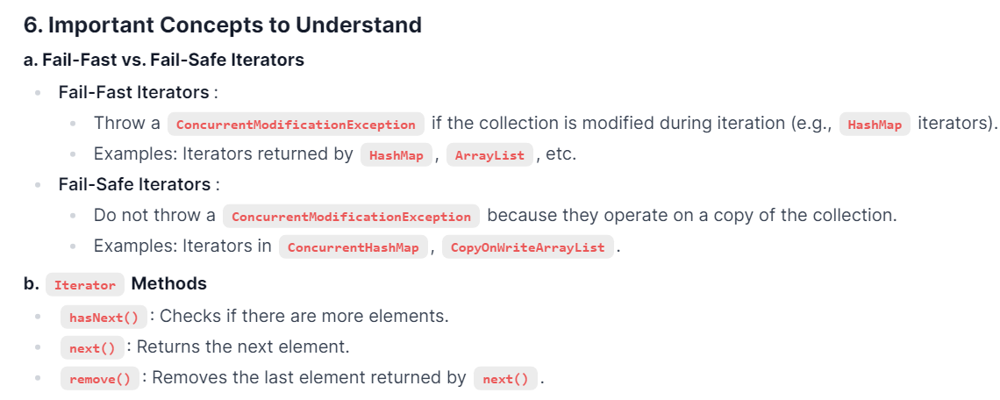 6. Important Concepts to Understand
a. Fail-Fast vs. Fail-Safe Iterators
Fail-Fast Iterators :
Throw a ConcurrentModificationException if the collection is modified during iteration (e.g., HashMap iterators).
Examples: Iterators returned by HashMap , ArrayList , etc.
Fail-Safe Iterators :
Do not throw a ConcurrentModificationException because they operate on a copy of the collection.
Examples: Iterators in ConcurrentHashMap , CopyOnWriteArrayList .
b. Iterator Methods
hasNext() : Checks if there are more elements.
next() : Returns the next element.
remove() : Removes the last element returned by next() .